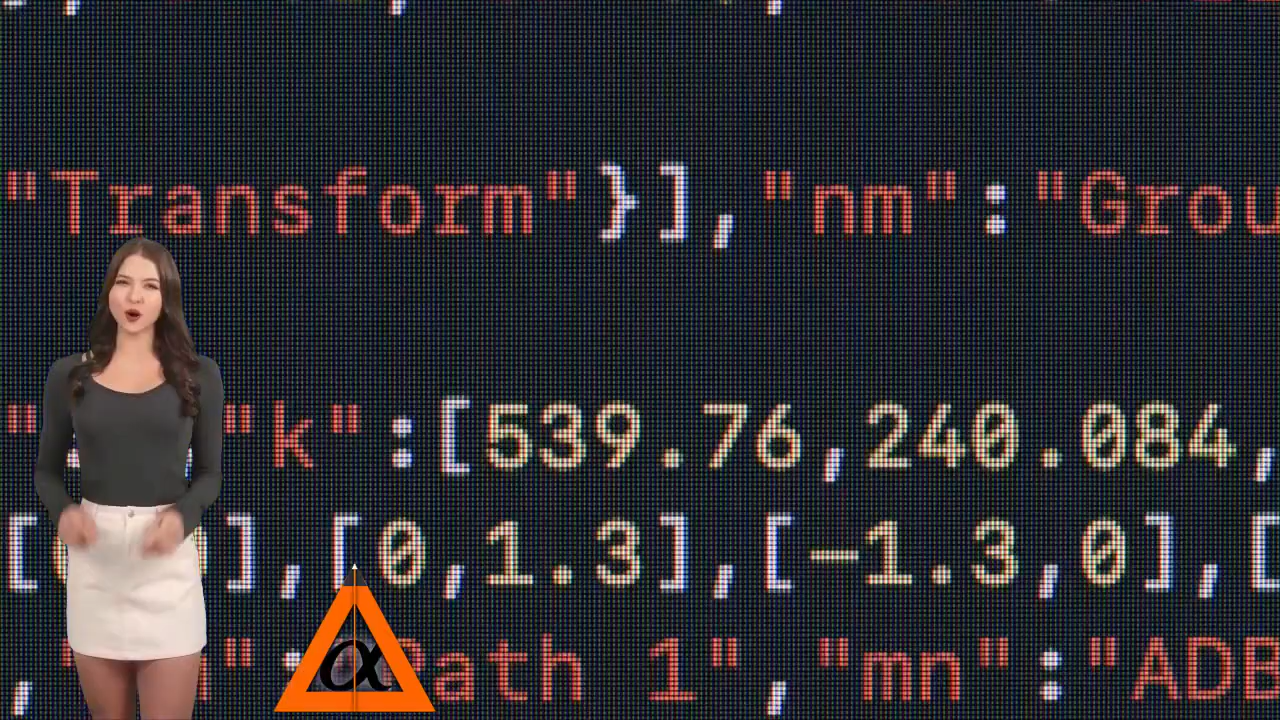 "Transform"}],"nm":"Grou
"k":[539.76,240.084,
],[0,1.3],[-1.3,0],[
Path 1","mn":"ADB
α